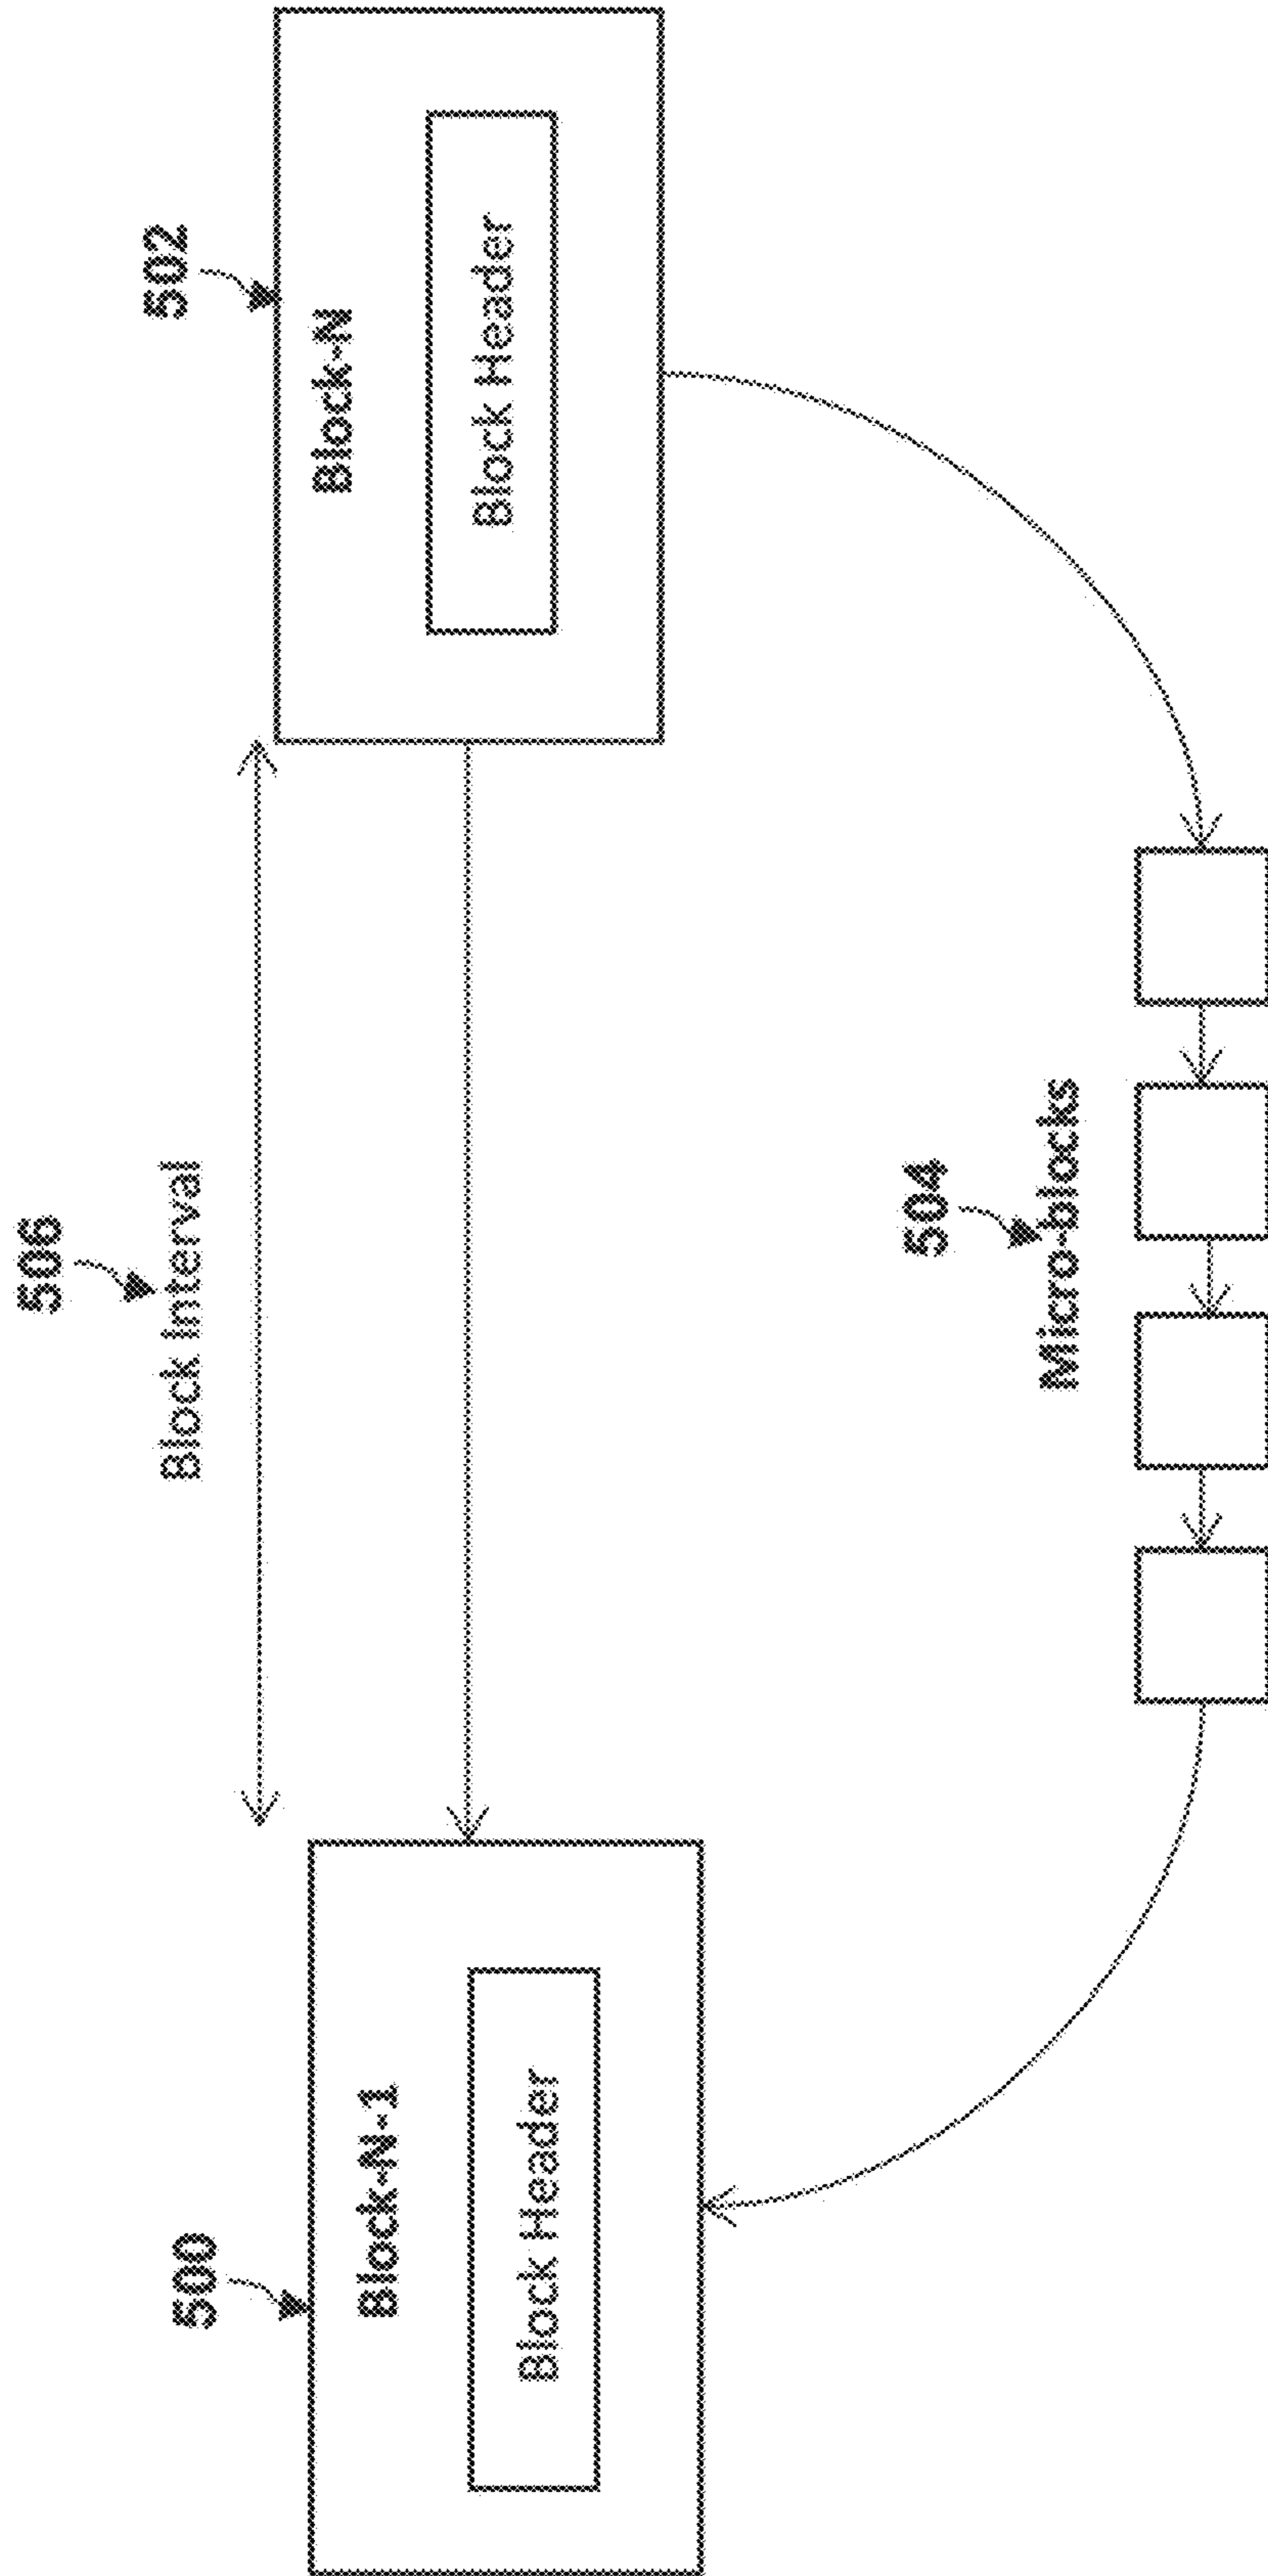 506
Block Interval
500
Block-N-1
Block Header
502
Block-N
Block Header
504
Micro-blocks